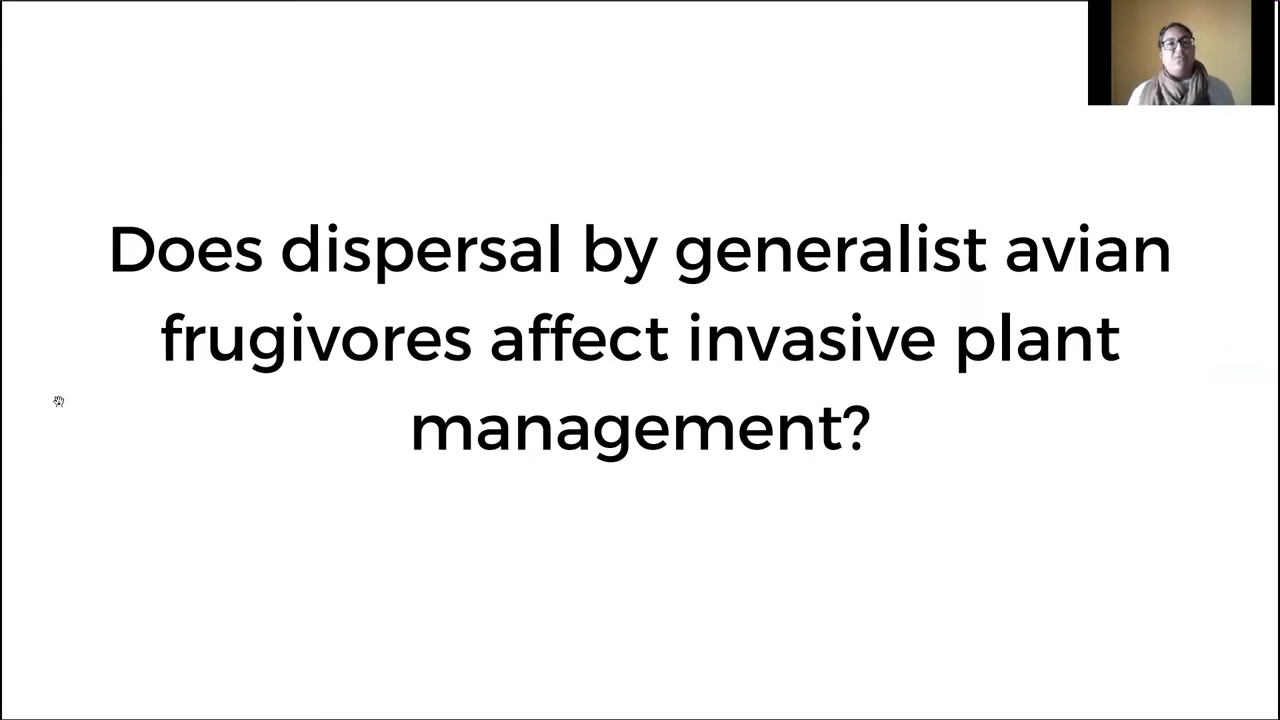 Does dispersal by generalist avian
frugivores affect invasive plant
management?